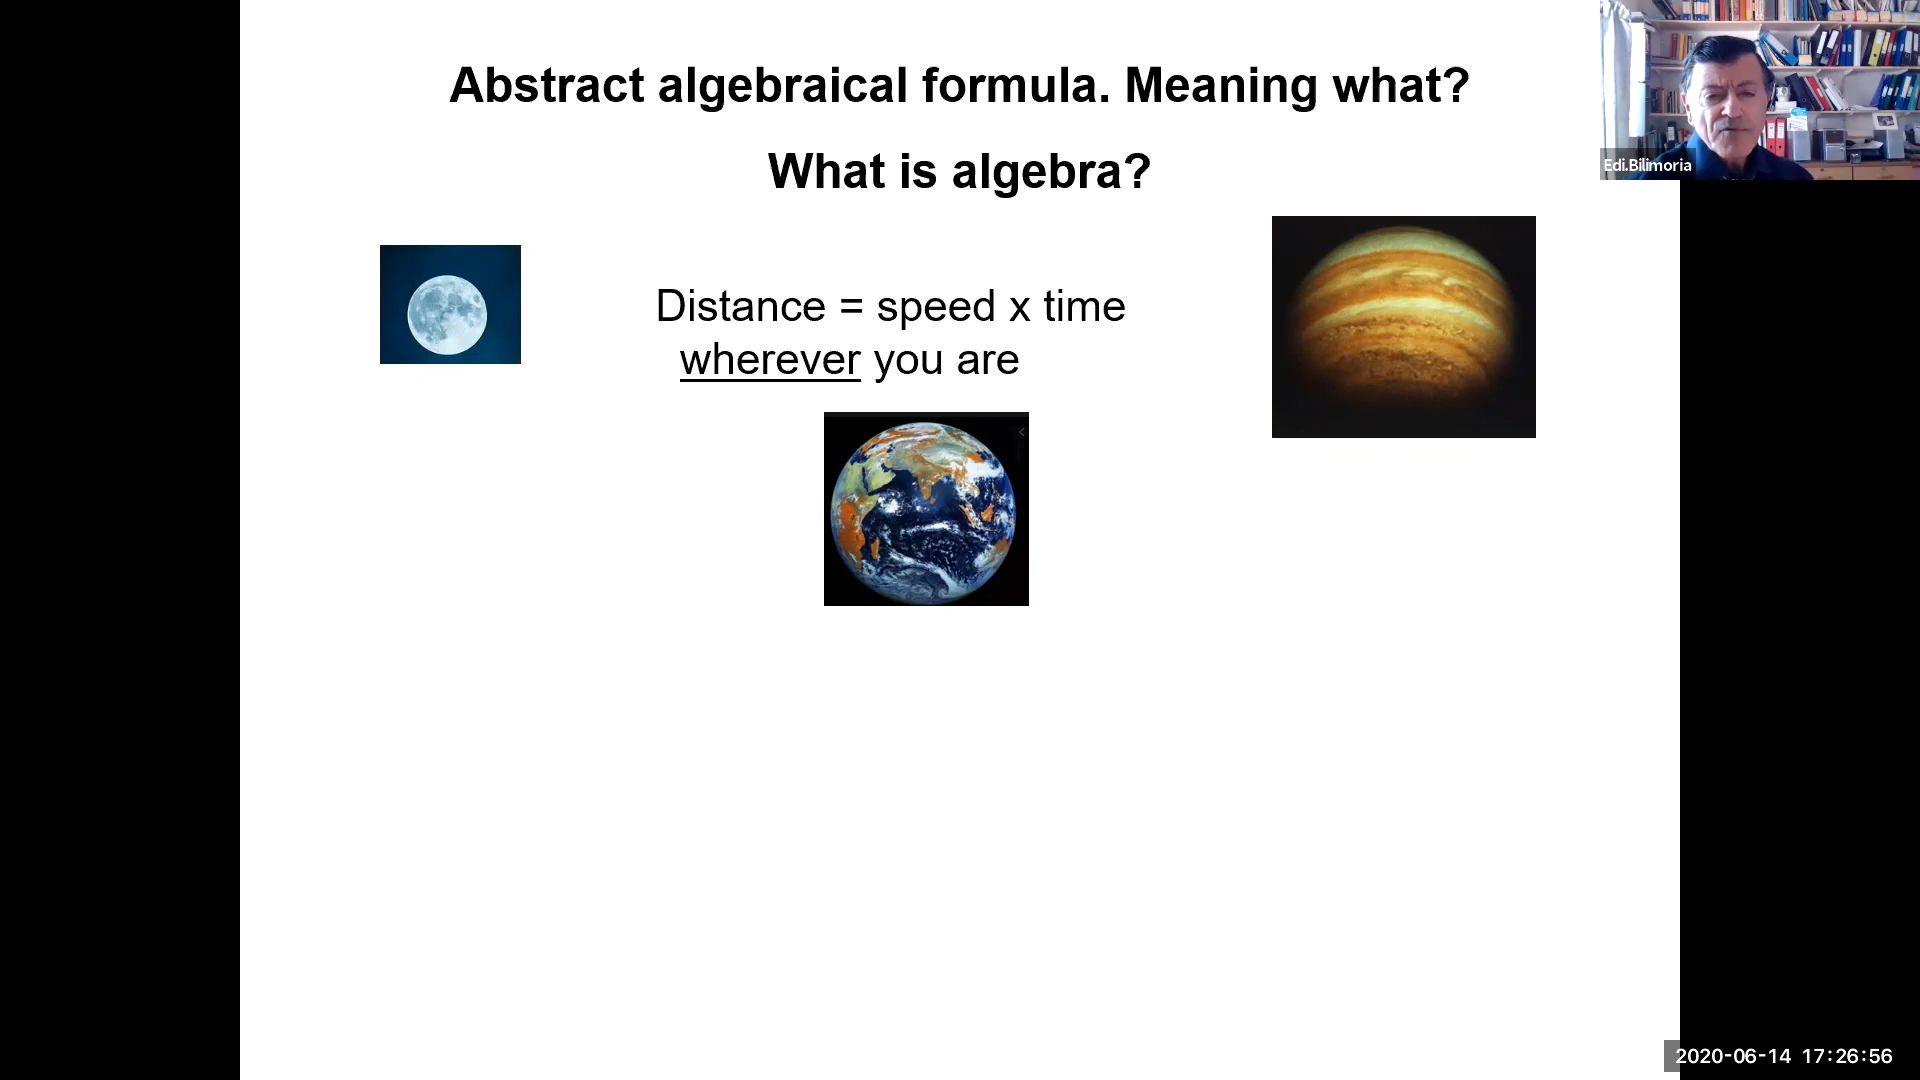 Abstract algebraical formula. Meaning what?
What is algebra?
Distance = speed x time
wherever you are
Edi.Bilimoria
2020-06-14 17:26:56